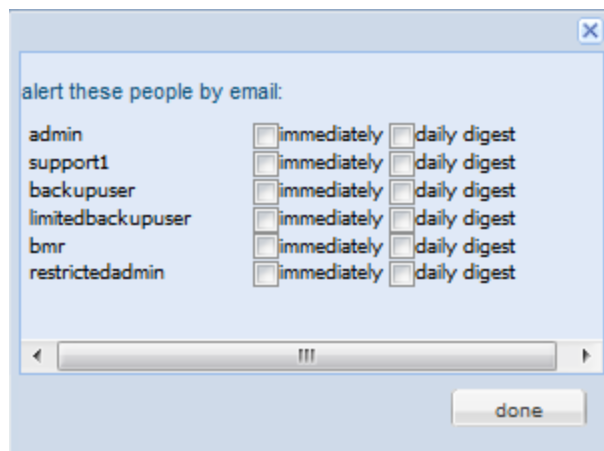 alert these people by email:
admin immediately daily digest
support1 immediately daily digest
backupuser immediately daily digest
limitedbackupuser immediately daily digest
bmr immediately daily digest
restrictedadmin immediately daily digest
done